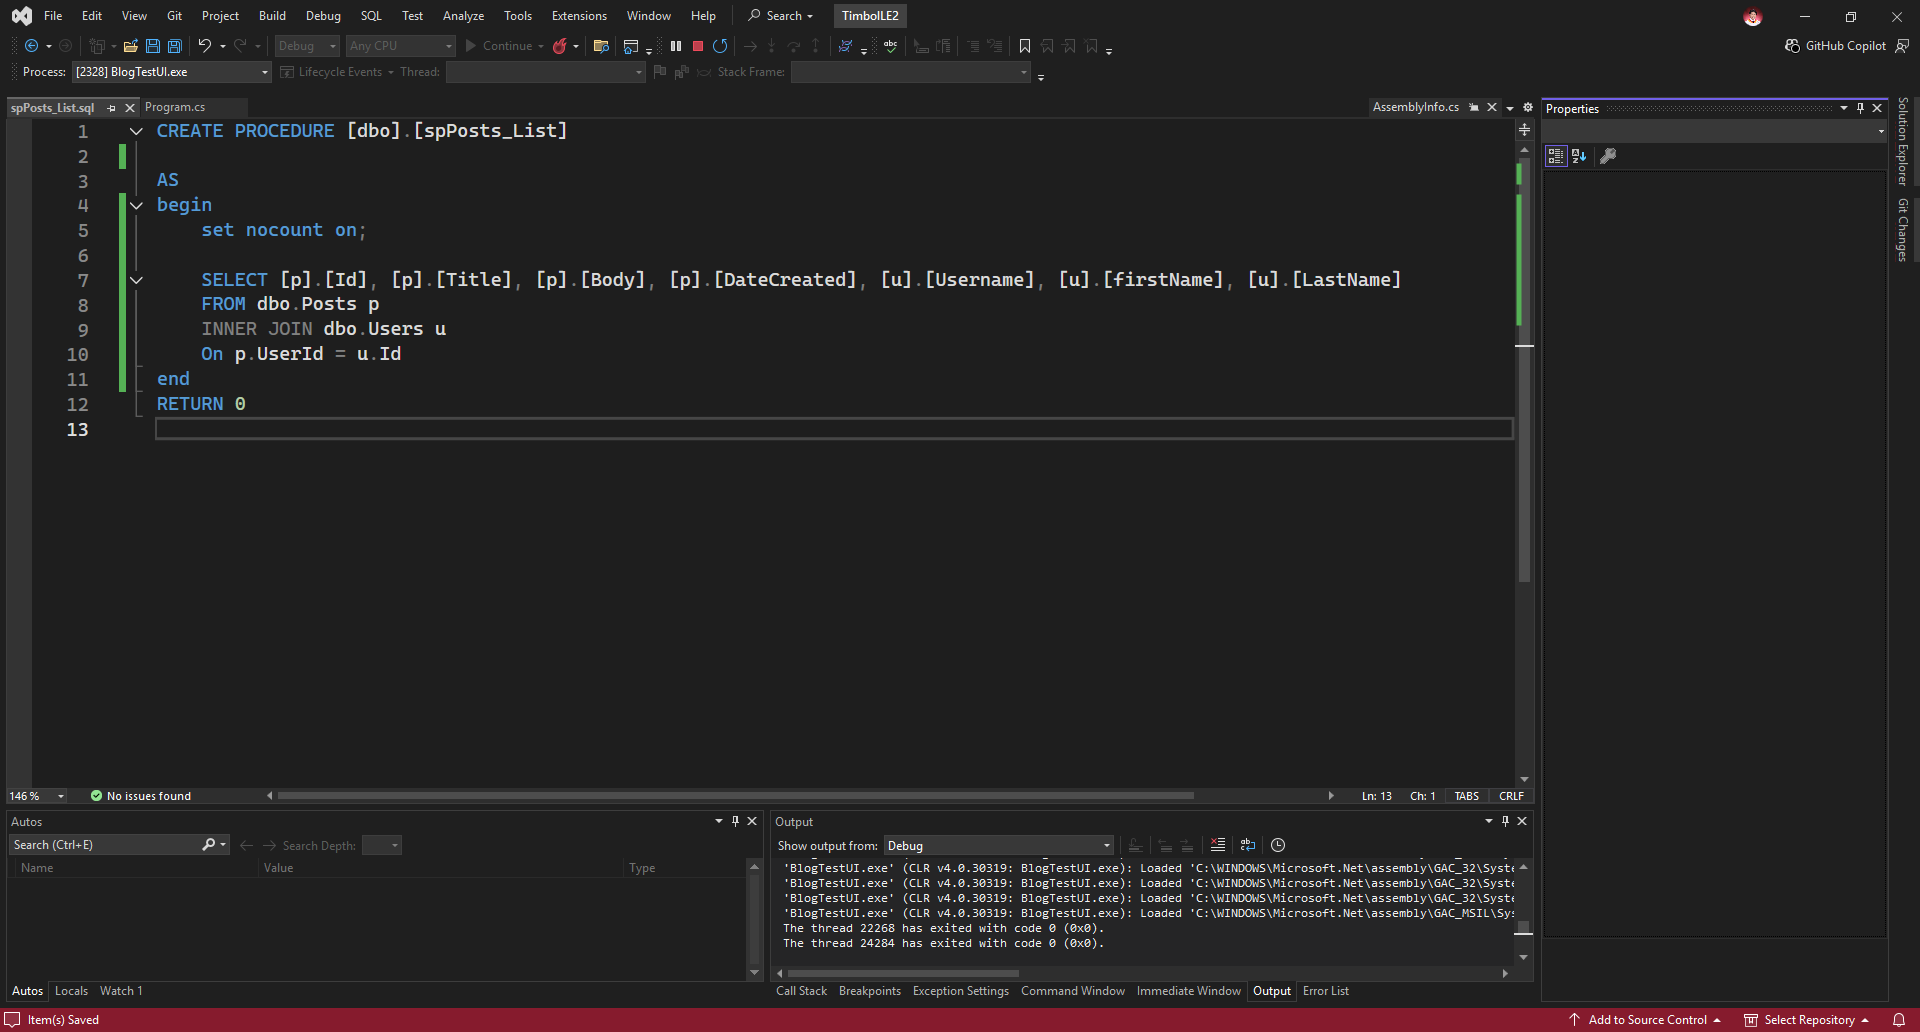 File Edit View Git Project Build Debug SQL Test Analyze Tools Extensions Window Help Search TimbolLE2
Debug Any CPU Continue GitHub Copilot
Process: [2328] BlogTestUI.exe Lifecycle Events Thread: Stack Frame:
spPosts_List.sql Program.cs AssemblyInfo.cs Properties
Solution Explorer
Git Changes
1 CREATE PROCEDURE [dbo].[spPosts_List]
2
3 AS
4 begin
5 set nocount on;
6
7 SELECT [p].[Id], [p].[Title], [p].[Body], [p].[DateCreated], [u].[Username], [u].[firstName], [u].[LastName]
8 FROM dbo.Posts p
9 INNER JOIN dbo.Users u
10 On p.UserId = u.Id
11 end
12 RETURN 0
13
146 % No issues found Ln: 13 Ch: 1 TABS CRLF
Autos
Search (Ctrl+E) Search Depth:
Name Value Type
Autos Locals Watch 1
Output
Show output from: Debug
'BlogTestUI.exe' (CLR v4.0.30319: BlogTestUI.exe): Loaded 'C:\WINDOWS\Microsoft.Net\assembly\GAC_32\Syste
'BlogTestUI.exe' (CLR v4.0.30319: BlogTestUI.exe): Loaded 'C:\WINDOWS\Microsoft.Net\assembly\GAC_32\Syste
'BlogTestUI.exe' (CLR v4.0.30319: BlogTestUI.exe): Loaded 'C:\WINDOWS\Microsoft.Net\assembly\GAC_32\Syste
'BlogTestUI.exe' (CLR v4.0.30319: BlogTestUI.exe): Loaded 'C:\WINDOWS\Microsoft.Net\assembly\GAC_MSIL\Sys
The thread 22268 has exited with code 0 (0x0).
The thread 24284 has exited with code 0 (0x0).
Call Stack Breakpoints Exception Settings Command Window Immediate Window Output Error List
Item(s) Saved Add to Source Control Select Repository